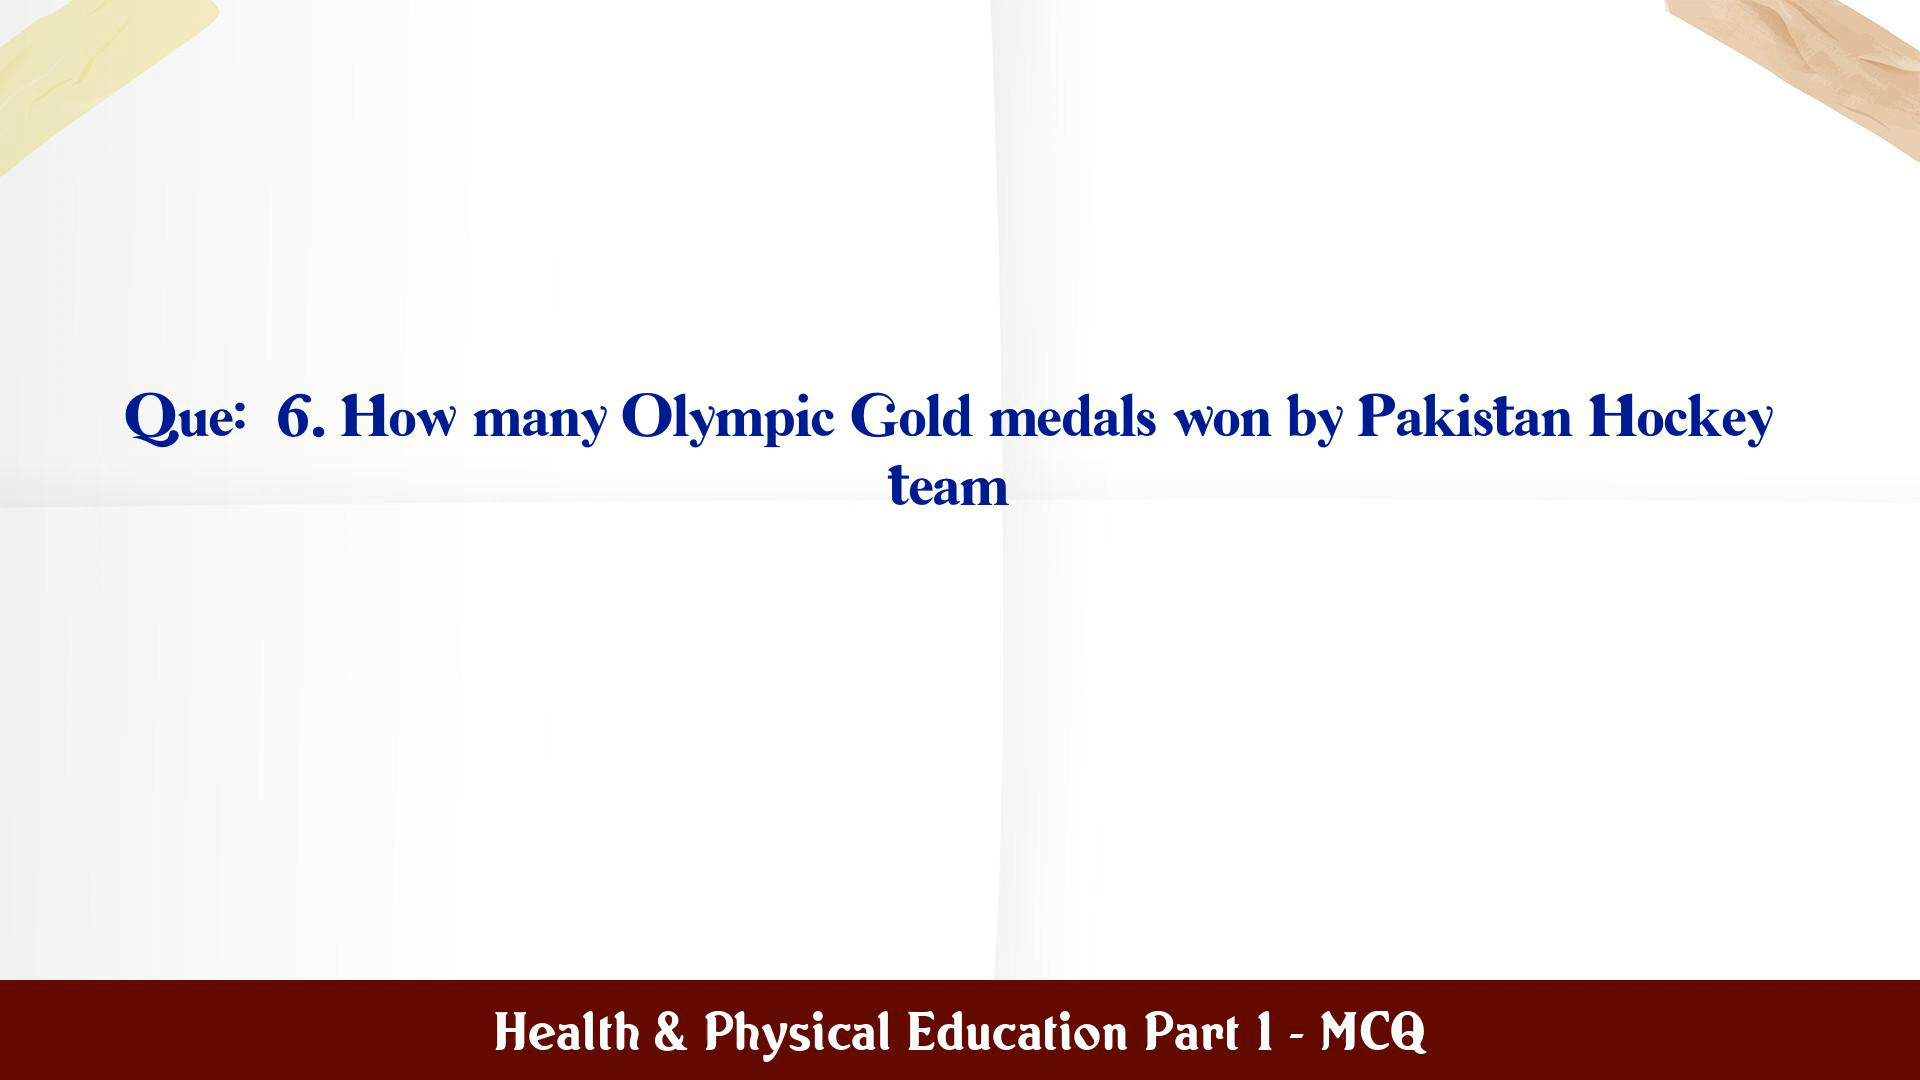 Que:  6. How many Olympic Gold medals won by Pakistan Hockey
team
Health & Physical Education Part 1 - MCQ